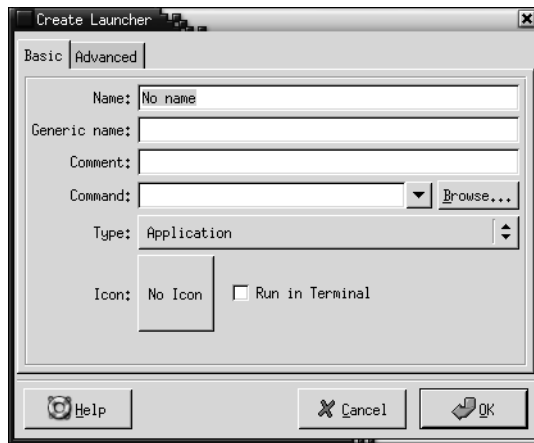 Create Launcher
Basic Advanced
Name: No name
Generic name:
Comment:
Command: Browse...
Type: Application
Icon: No Icon Run in Terminal
Help Cancel OK